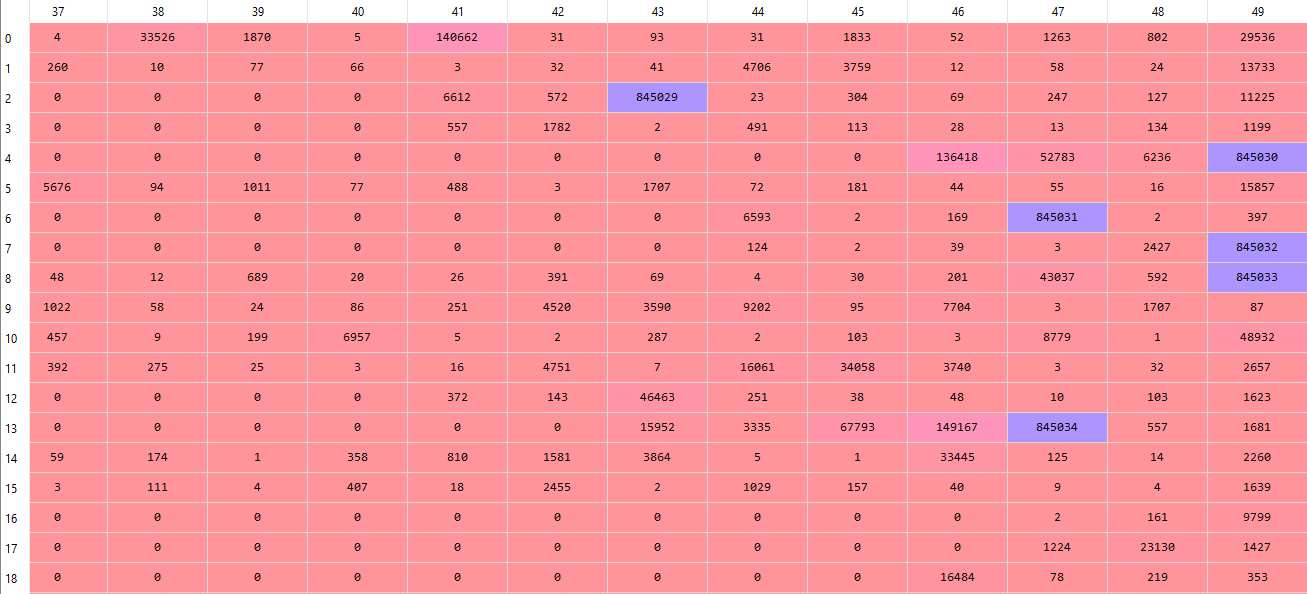 37 38 39 40 41 42 43 44 45 46 47 48 49
0 4 33526 1870 5 140662 31 93 31 1833 52 1263 802 29536
1 260 10 77 66 3 32 41 4706 3759 12 58 24 13733
2 0 0 0 0 6612 572 845029 23 304 69 247 127 11225
3 0 0 0 0 557 1782 2 491 113 28 13 134 1199
4 0 0 0 0 0 0 0 0 0 136418 52783 6236 845030
5 5676 94 1011 77 488 3 1707 72 181 44 55 16 15857
6 0 0 0 0 0 0 0 6593 2 169 845031 2 397
7 0 0 0 0 0 0 0 124 2 39 3 2427 845032
8 48 12 689 20 26 391 69 4 30 201 43037 592 845033
9 1022 58 24 86 251 4520 3590 9202 95 7704 3 1707 87
10 457 9 199 6957 5 2 287 2 103 3 8779 1 48932
11 392 275 25 3 16 4751 7 16061 34058 3740 3 32 2657
12 0 0 0 0 372 143 46463 251 38 48 10 103 1623
13 0 0 0 0 0 0 15952 3335 67793 149167 845034 557 1681
14 59 174 1 358 810 1581 3864 5 1 33445 125 14 2260
15 3 111 4 407 18 2455 2 1029 157 40 9 4 1639
16 0 0 0 0 0 0 0 0 0 0 2 161 9799
17 0 0 0 0 0 0 0 0 0 0 1224 23130 1427
18 0 0 0 0 0 0 0 0 0 16484 78 219 353